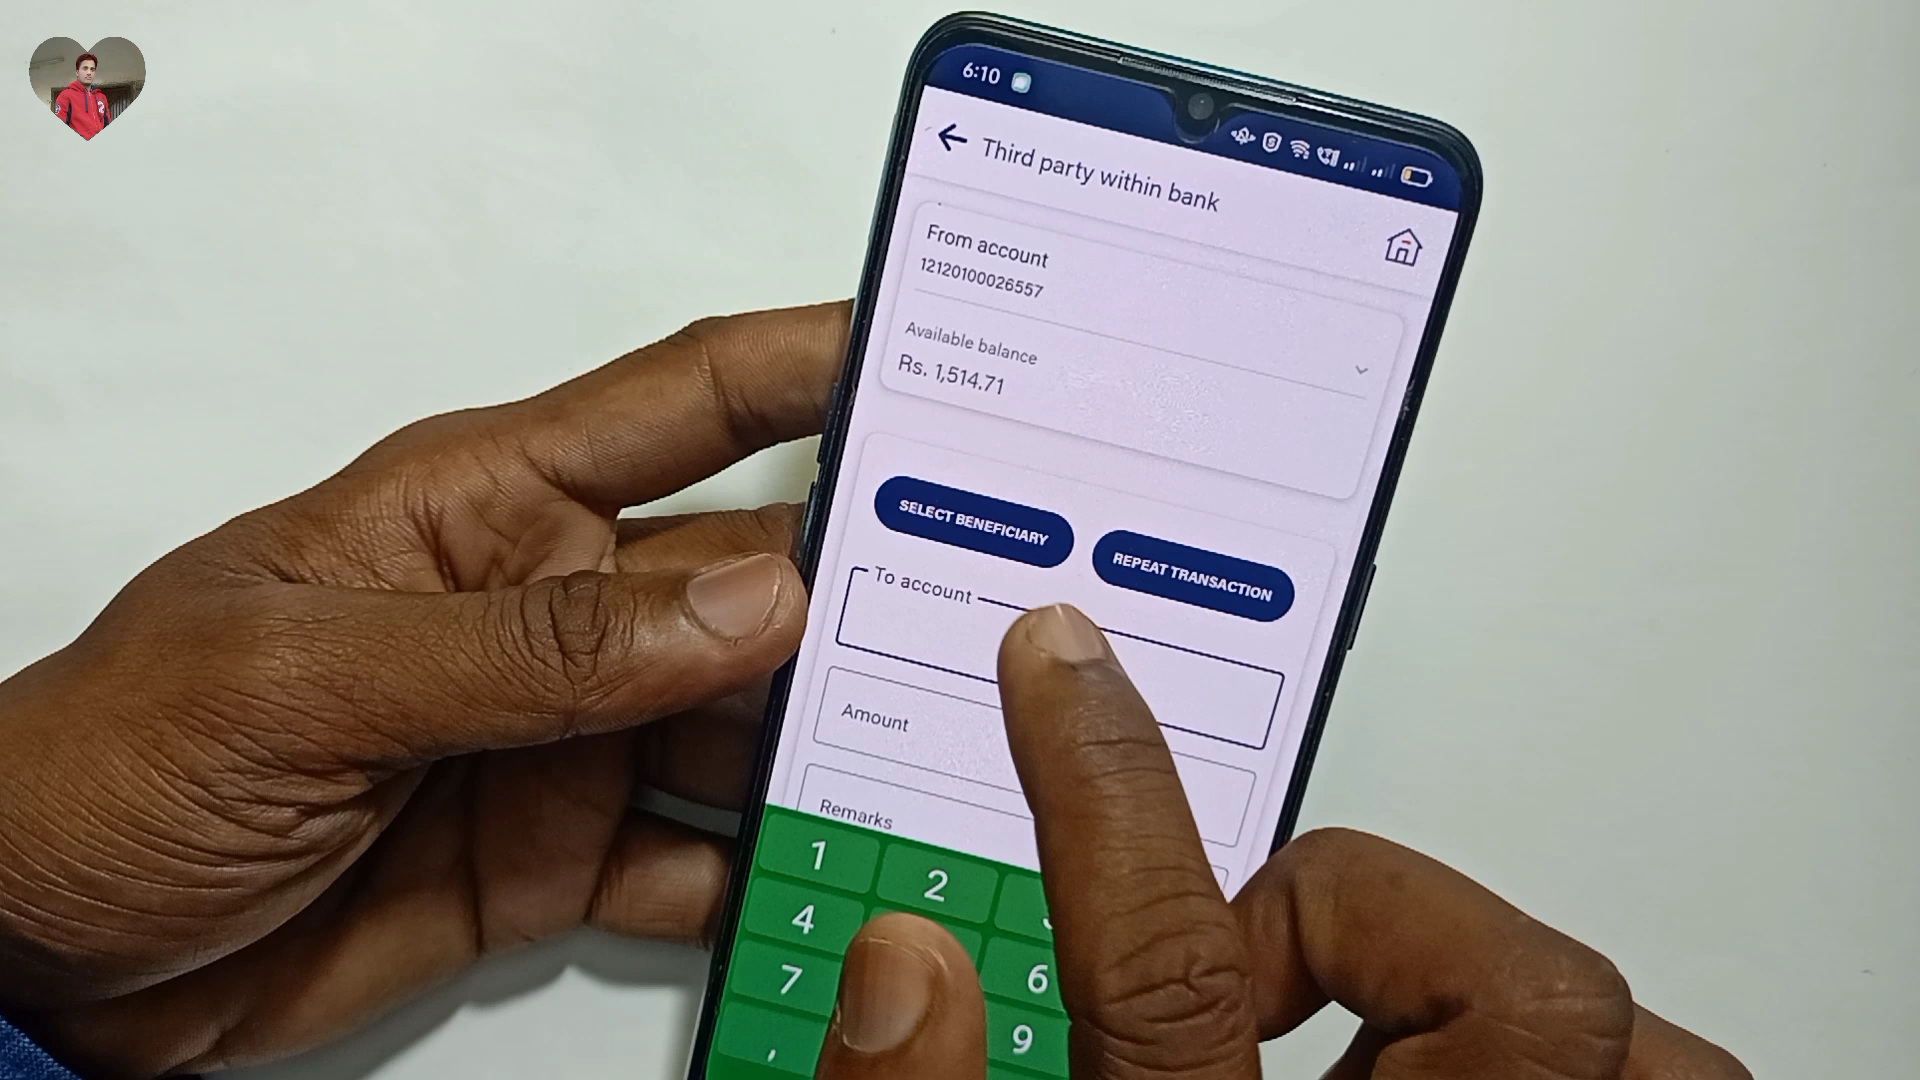 6:10
Third party within bank
From account
12120100026557
Available balance
Rs. 1,514.71
SELECT BENEFICIARY
REPEAT TRANSACTION
To account
Amount
Remarks
1 2
4
7 6
, 9